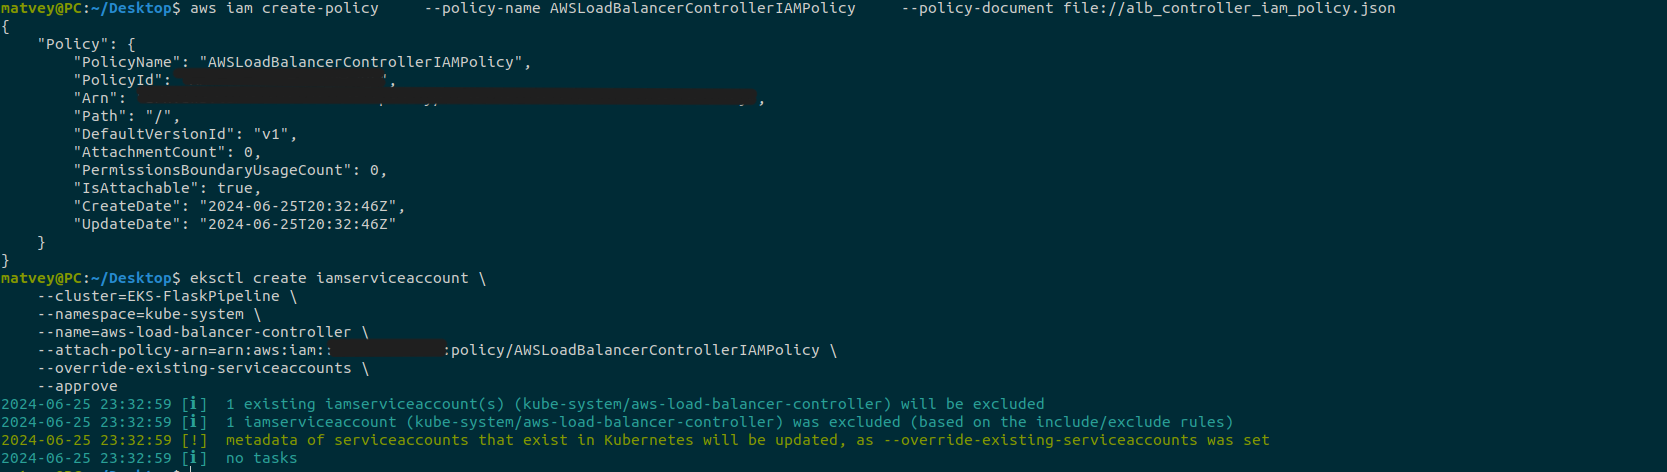 matvey@PC:~/Desktop$ aws iam create-policy     --policy-name AWSLoadBalancerControllerIAMPolicy     --policy-document file://alb_controller_iam_policy.json
{
    "Policy": {
        "PolicyName": "AWSLoadBalancerControllerIAMPolicy",
        "PolicyId": ",
        "Arn": ,
        "Path": "/",
        "DefaultVersionId": "v1",
        "AttachmentCount": 0,
        "PermissionsBoundaryUsageCount": 0,
        "IsAttachable": true,
        "CreateDate": "2024-06-25T20:32:46Z",
        "UpdateDate": "2024-06-25T20:32:46Z"
    }
}
matvey@PC:~/Desktop$ eksctl create iamserviceaccount \
    --cluster=EKS-FlaskPipeline \
    --namespace=kube-system \
    --name=aws-load-balancer-controller \
    --attach-policy-arn=arn:aws:iam:: :policy/AWSLoadBalancerControllerIAMPolicy \
    --override-existing-serviceaccounts \
    --approve
2024-06-25 23:32:59 [ℹ]  1 existing iamserviceaccount(s) (kube-system/aws-load-balancer-controller) will be excluded
2024-06-25 23:32:59 [ℹ]  1 iamserviceaccount (kube-system/aws-load-balancer-controller) was excluded (based on the include/exclude rules)
2024-06-25 23:32:59 [!]  metadata of serviceaccounts that exist in Kubernetes will be updated, as --override-existing-serviceaccounts was set
2024-06-25 23:32:59 [ℹ]  no tasks